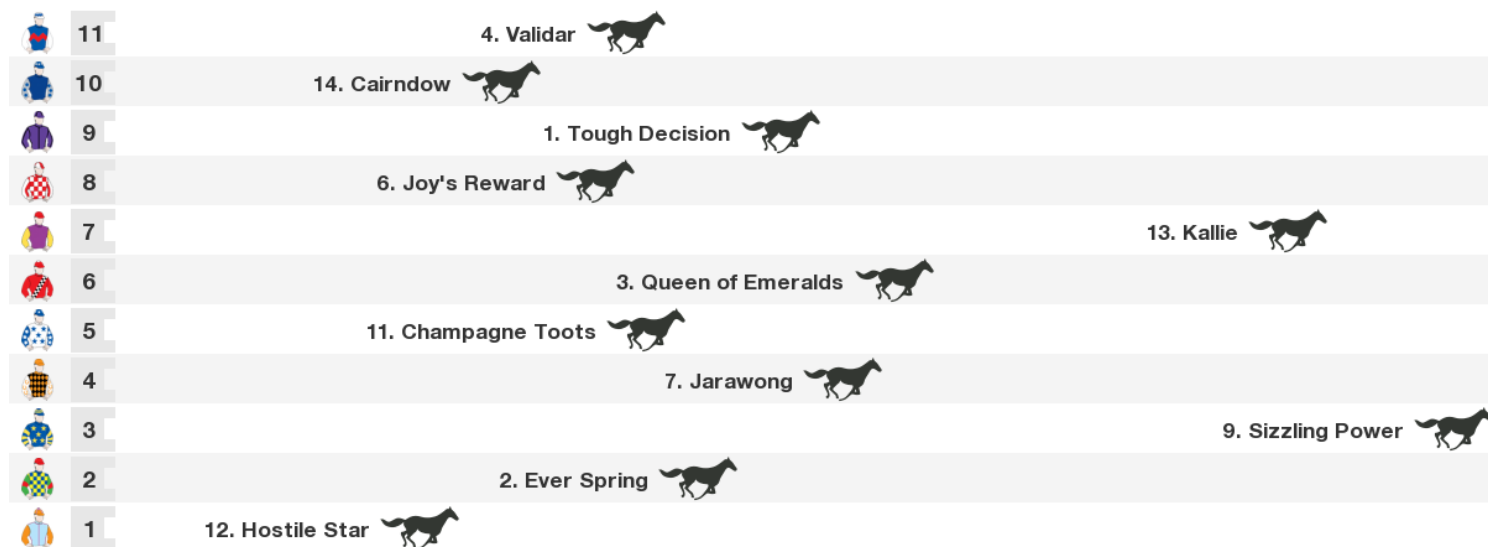 11 4. Validar
10 14. Cairndow
9 1. Tough Decision
8 6. Joy's Reward
7 13. Kallie
6 3. Queen of Emeralds
5 11. Champagne Toots
4 7. Jarawong
3 9. Sizzling Power
2 2. Ever Spring
1 12. Hostile Star